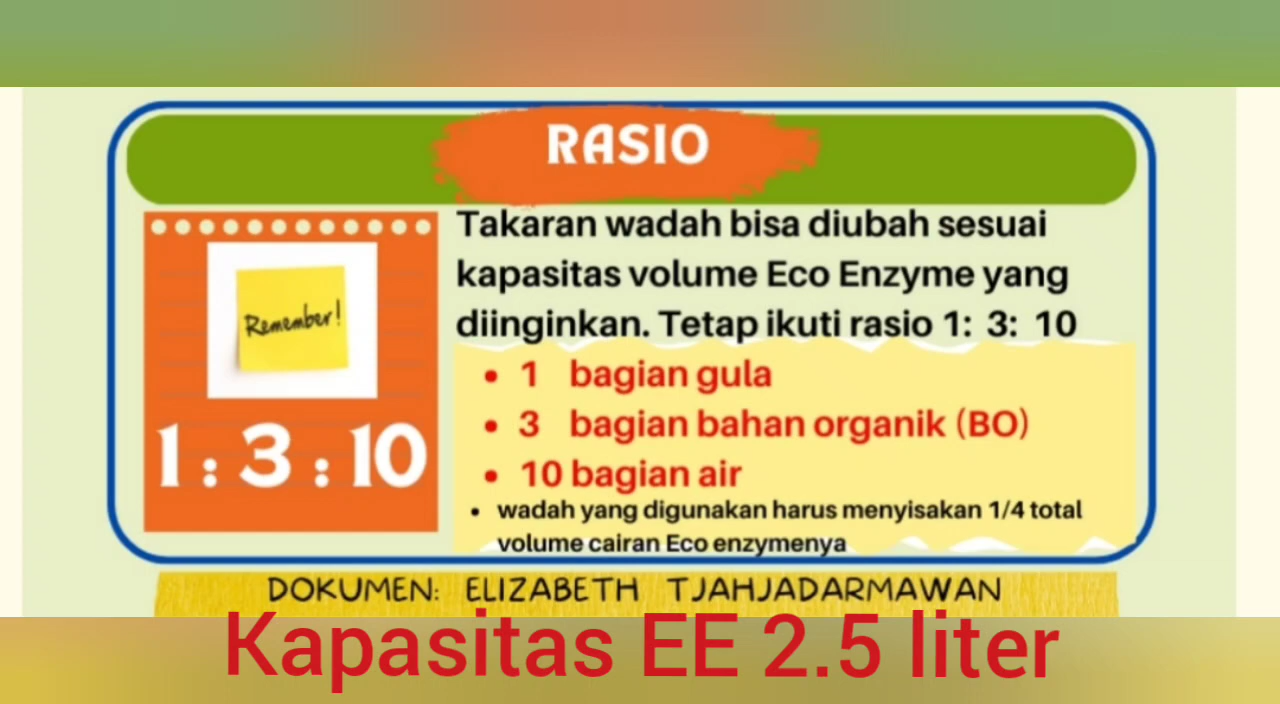 RASIO
Remember!
1 : 3 : 10
Takaran wadah bisa diubah sesuai
kapasitas volume Eco Enzyme yang
diinginkan. Tetap ikuti rasio 1: 3: 10
• 1 bagian gula
• 3 bagian bahan organik (BO)
• 10 bagian air
• wadah yang digunakan harus menyisakan 1/4 total
volume cairan Eco enzymenya
DOKUMEN: ELIZABETH TJAHJADARMAWAN
Kapasitas EE 2.5 liter